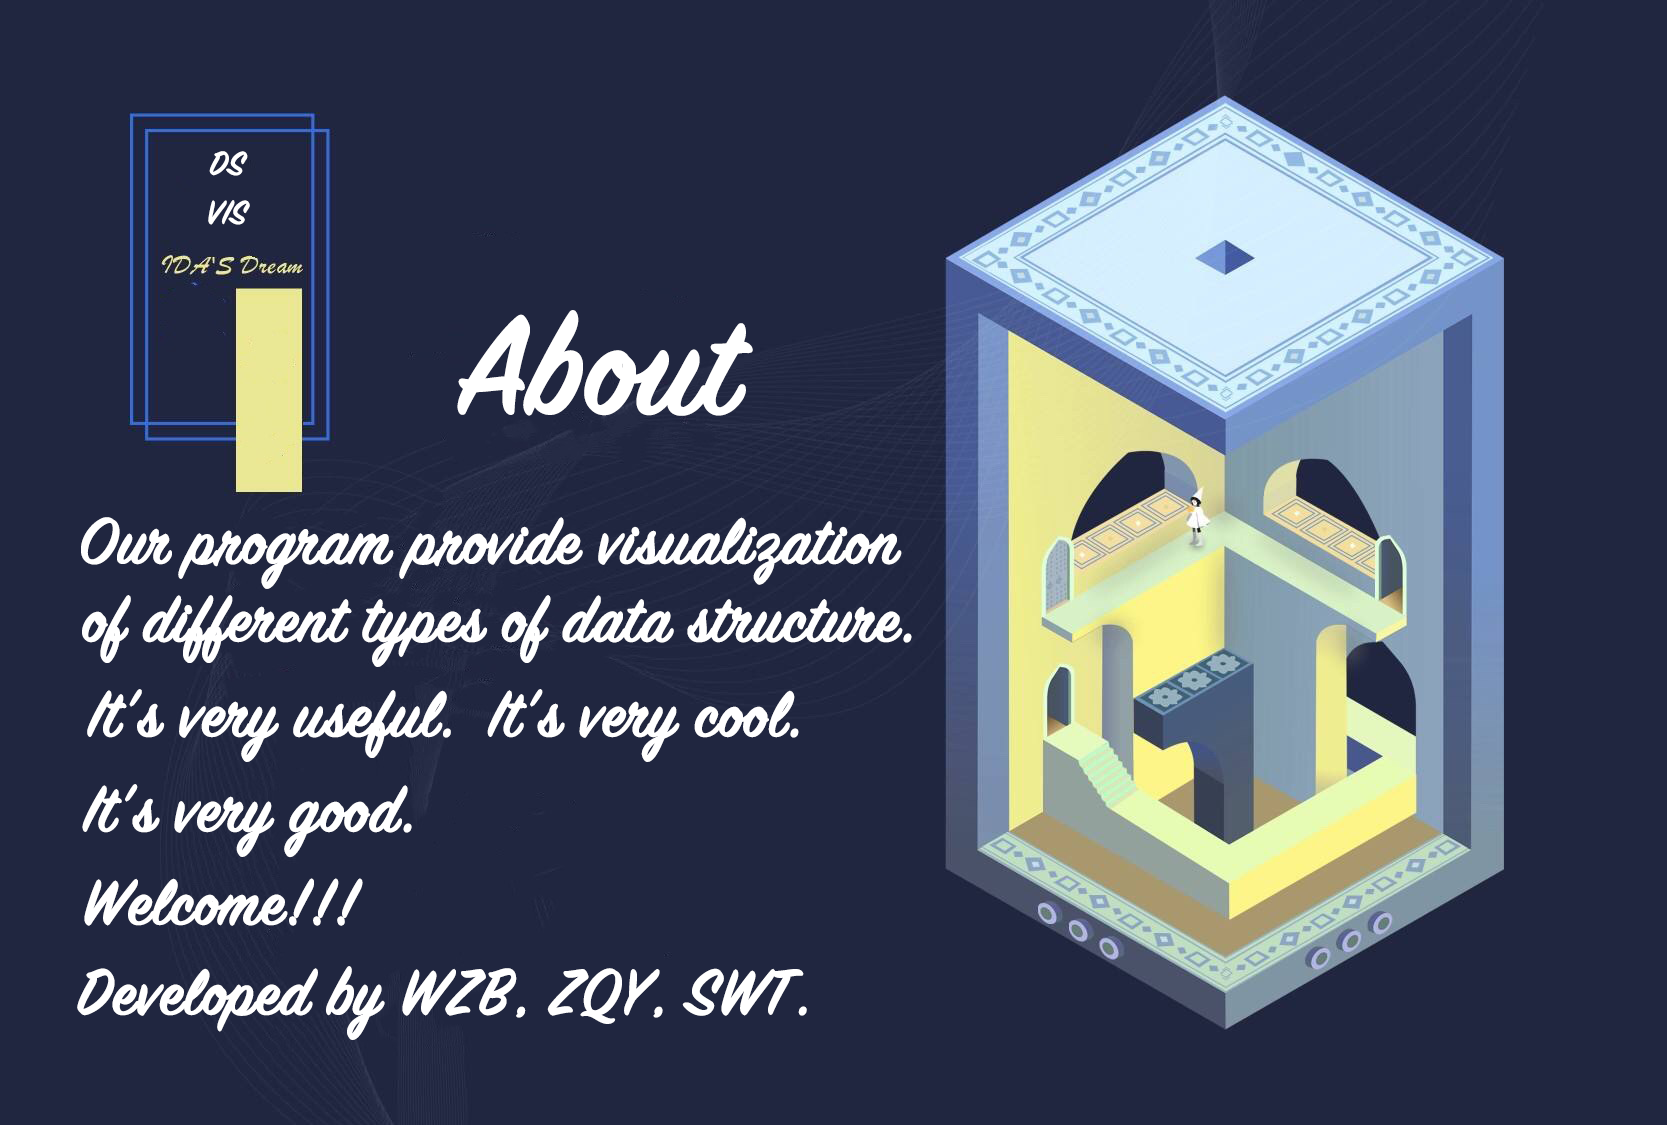 DS
VIS
IDA'S Dream
About
Our program provide visualization
of different types of data structure.
It's very useful. It's very cool.
It's very good.
Welcome!!!
Developed by WZB, ZQY, SWT.